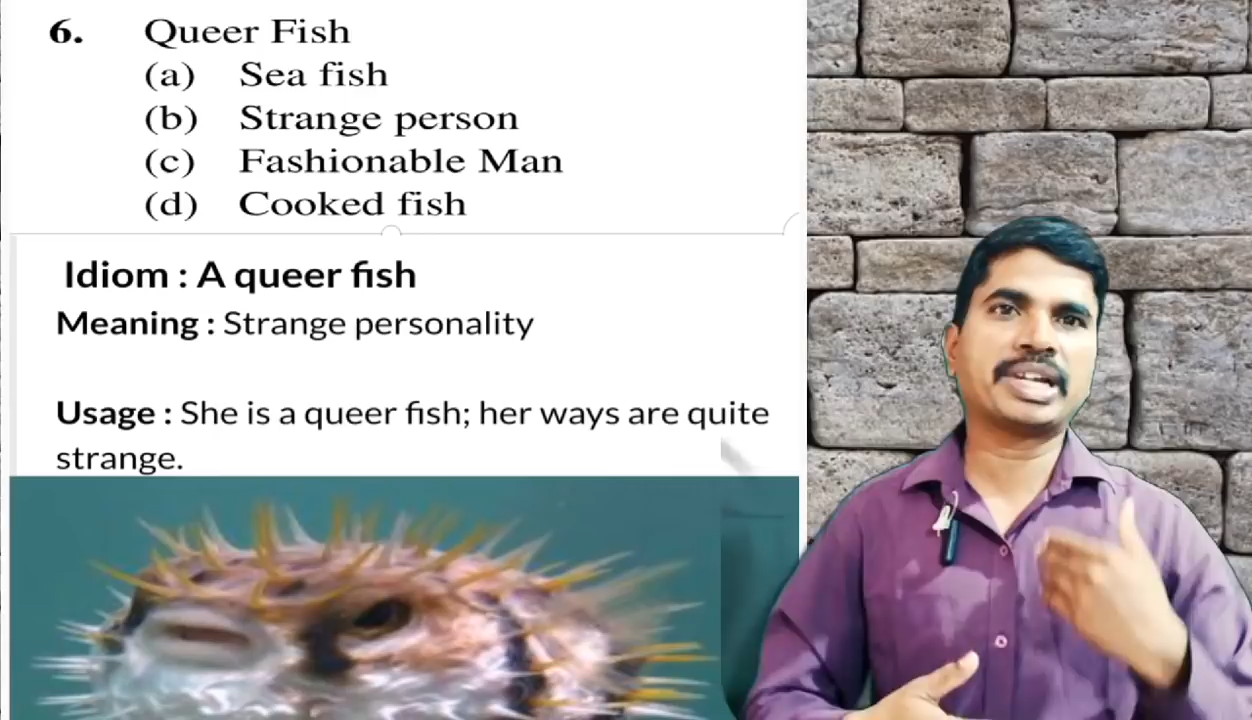 6. Queer Fish
(a) Sea fish
(b) Strange person
(c) Fashionable Man
(d) Cooked fish
Idiom : A queer fish
Meaning : Strange personality
Usage : She is a queer fish; her ways are quite
strange.